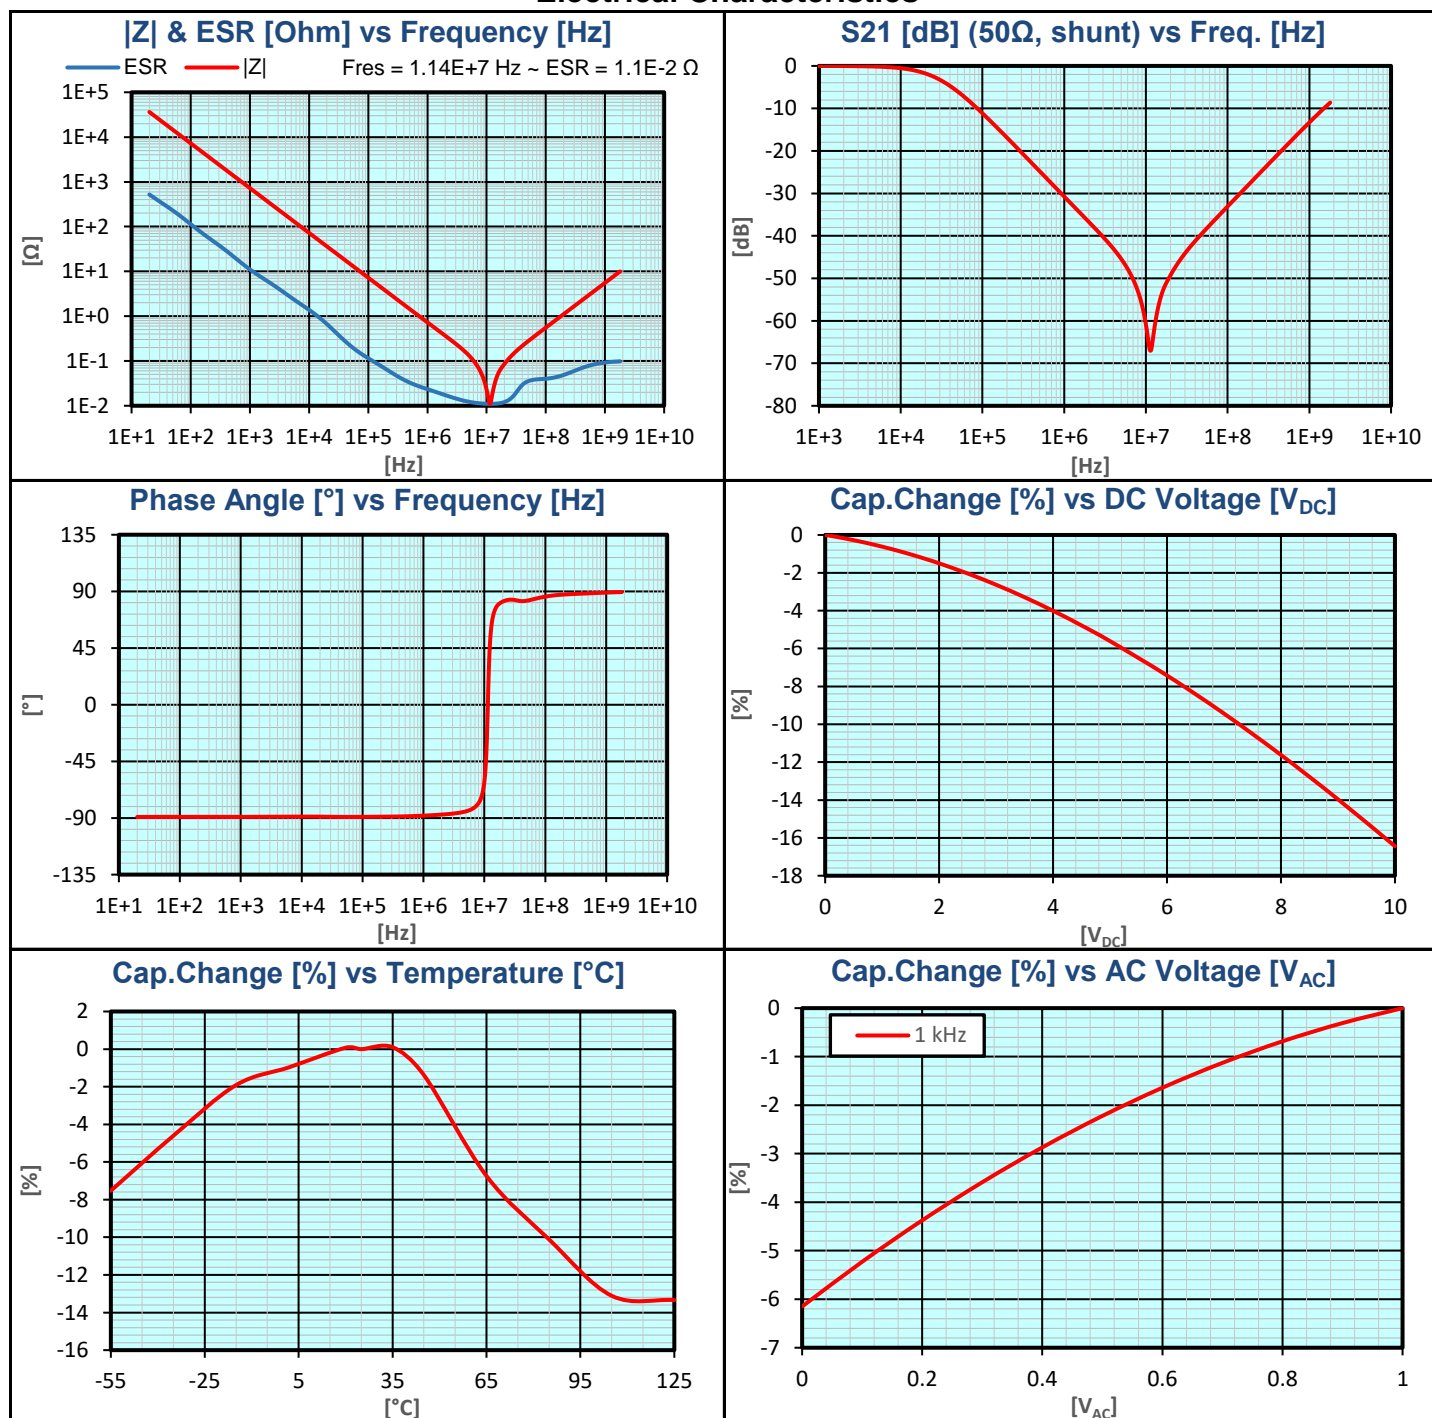 Electrical Characteristics
|Z| & ESR [Ohm] vs Frequency [Hz]
ESR |Z| Fres = 1.14E+7 Hz ~ ESR = 1.1E-2 Ω
1E+5
1E+4
1E+3
1E+2
1E+1
1E+0
1E-1
1E-2
[Ω]
1E+1 1E+2 1E+3 1E+4 1E+5 1E+6 1E+7 1E+8 1E+9 1E+10
[Hz]
S21 [dB] (50Ω, shunt) vs Freq. [Hz]
0
-10
-20
-30
-40
-50
-60
-70
-80
[dB]
1E+3 1E+4 1E+5 1E+6 1E+7 1E+8 1E+9 1E+10
[Hz]
Phase Angle [°] vs Frequency [Hz]
135
90
45
0
-45
-90
-135
[°]
1E+1 1E+2 1E+3 1E+4 1E+5 1E+6 1E+7 1E+8 1E+9 1E+10
[Hz]
Cap.Change [%] vs DC Voltage [VDC]
0
-2
-4
-6
-8
-10
-12
-14
-16
-18
[%]
0 2 4 6 8 10
[VDC]
Cap.Change [%] vs Temperature [°C]
2
0
-2
-4
-6
-8
-10
-12
-14
-16
[%]
-55 -25 5 35 65 95 125
[°C]
Cap.Change [%] vs AC Voltage [VAC]
1 kHz
0
-1
-2
-3
-4
-5
-6
-7
[%]
0 0.2 0.4 0.6 0.8 1
[VAC]